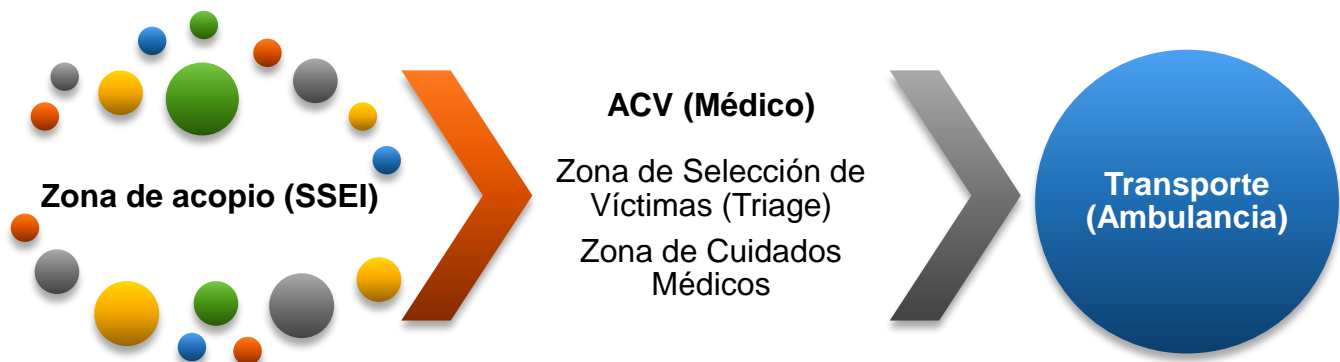 Zona de acopio (SSEI)
ACV (Médico)
Zona de Selección de
Víctimas (Triage)
Zona de Cuidados
Médicos
Transporte
(Ambulancia)